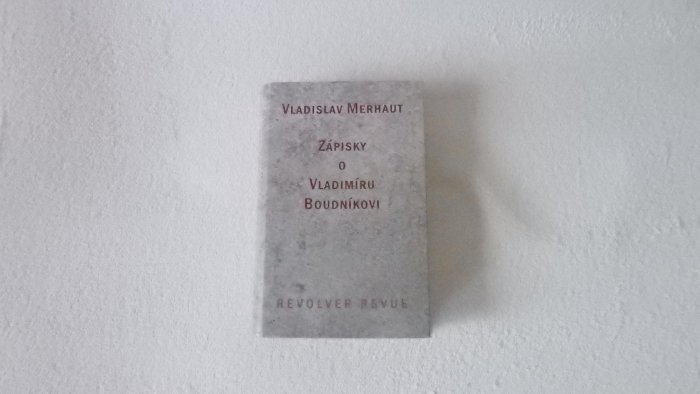 Vladislav Merhaut
Zápisky
o
Vladimíru
Boudníkovi
REVOLVER REVUE